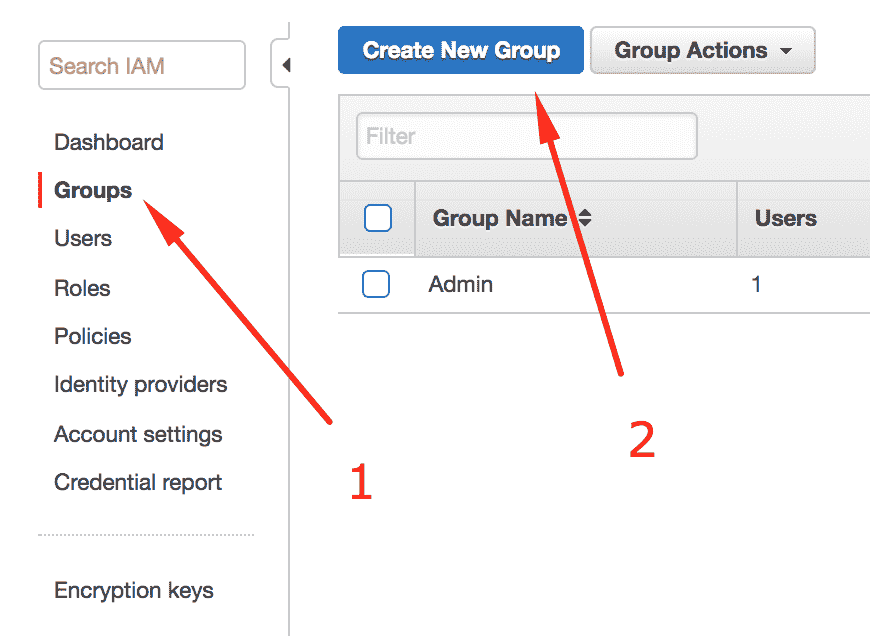 Search IAM
Dashboard
Groups
Users
Roles
Policies
Identity providers
Account settings
Credential report
Encryption keys
Create New Group
Group Actions
Filter
Group Name
Users
Admin
1
1
2